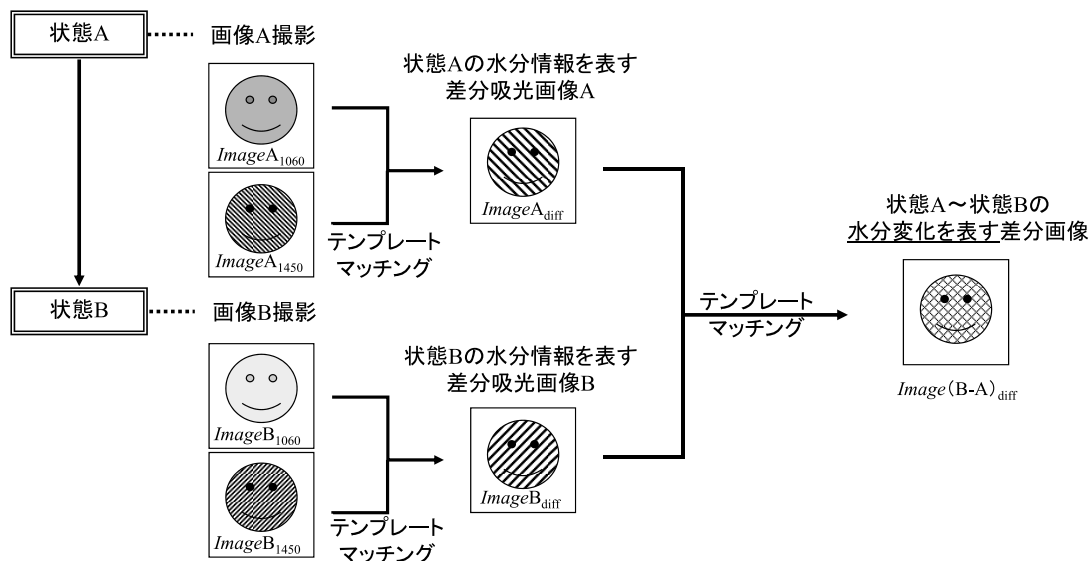 状態A
画像A撮影
ImageA1060
ImageA1450
テンプレート
マッチング
状態Aの水分情報を表す
差分吸光画像A
ImageAdiff
状態B
画像B撮影
ImageB1060
ImageB1450
テンプレート
マッチング
状態Bの水分情報を表す
差分吸光画像B
ImageBdiff
テンプレート
マッチング
状態A～状態Bの
水分変化を表す差分画像
Image(B-A)diff